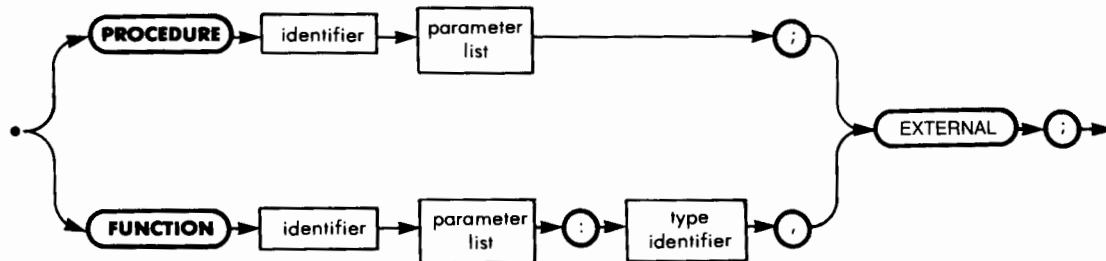 PROCEDURE identifier parameter list ;
EXTERNAL ;
FUNCTION identifier parameter list : type identifier ,